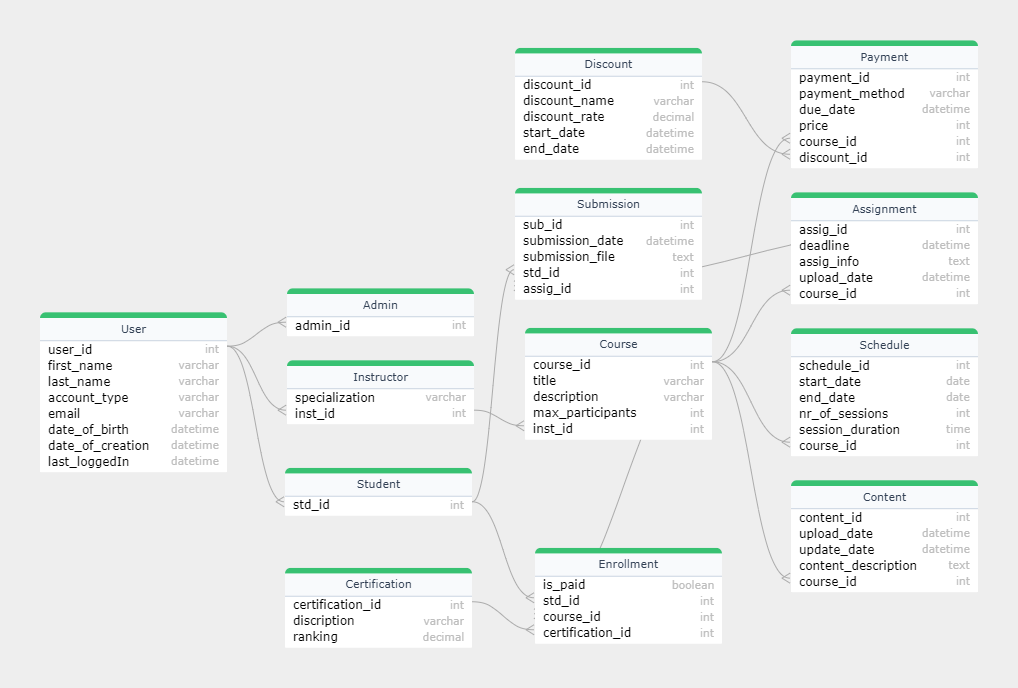 User
user_id int
first_name varchar
last_name varchar
account_type varchar
email varchar
date_of_birth datetime
date_of_creation datetime
last_loggedIn datetime
Admin
admin_id int
Instructor
specialization varchar
inst_id int
Student
std_id int
Certification
certification_id int
discription varchar
ranking decimal
Discount
discount_id int
discount_name varchar
discount_rate decimal
start_date datetime
end_date datetime
Submission
sub_id int
submission_date datetime
submission_file text
std_id int
assig_id int
Course
course_id int
title varchar
description varchar
max_participants int
inst_id int
Enrollment
is_paid boolean
std_id int
course_id int
certification_id int
Payment
payment_id int
payment_method varchar
due_date datetime
price int
course_id int
discount_id int
Assignment
assig_id int
deadline datetime
assig_info text
upload_date datetime
course_id int
Schedule
schedule_id int
start_date date
end_date date
nr_of_sessions int
session_duration time
course_id int
Content
content_id int
upload_date datetime
update_date datetime
content_description text
course_id int